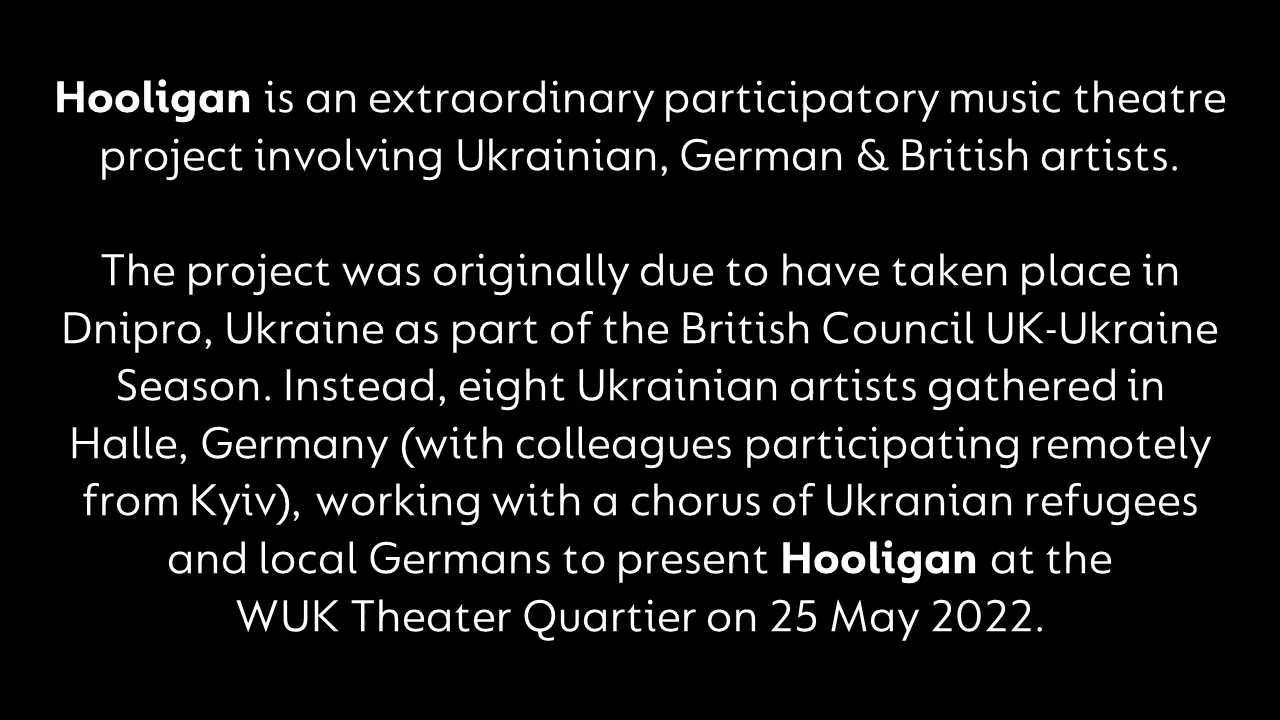 Hooligan is an extraordinary participatory music theatre
project involving Ukrainian, German & British artists.
The project was originally due to have taken place in
Dnipro, Ukraine as part of the British Council UK-Ukraine
Season. Instead, eight Ukrainian artists gathered in
Halle, Germany (with colleagues participating remotely
from Kyiv), working with a chorus of Ukranian refugees
and local Germans to present Hooligan at the
WUK Theater Quartier on 25 May 2022.